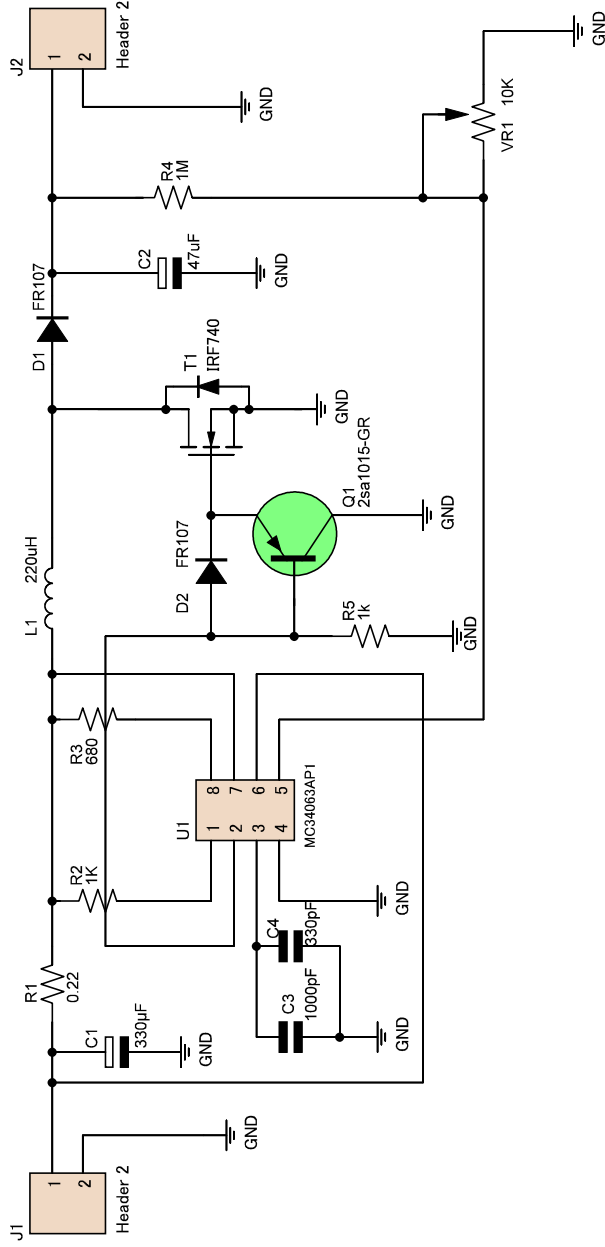 J1
Header 2
1
2
GND
C1
330µF
GND
R1
0.22
R2
1K
R3
680
C3
1000pF
C4
330pF
GND
GND
U1
MC34063AP1
1
2
3
4
8
7
6
5
L1
220uH
D2
FR107
R5
1k
GND
Q1
2sa1015-GR
GND
T1
IRF740
GND
D1
FR107
C2
47uF
GND
R4
1M
VR1
10K
GND
J2
Header 2
1
2
GND